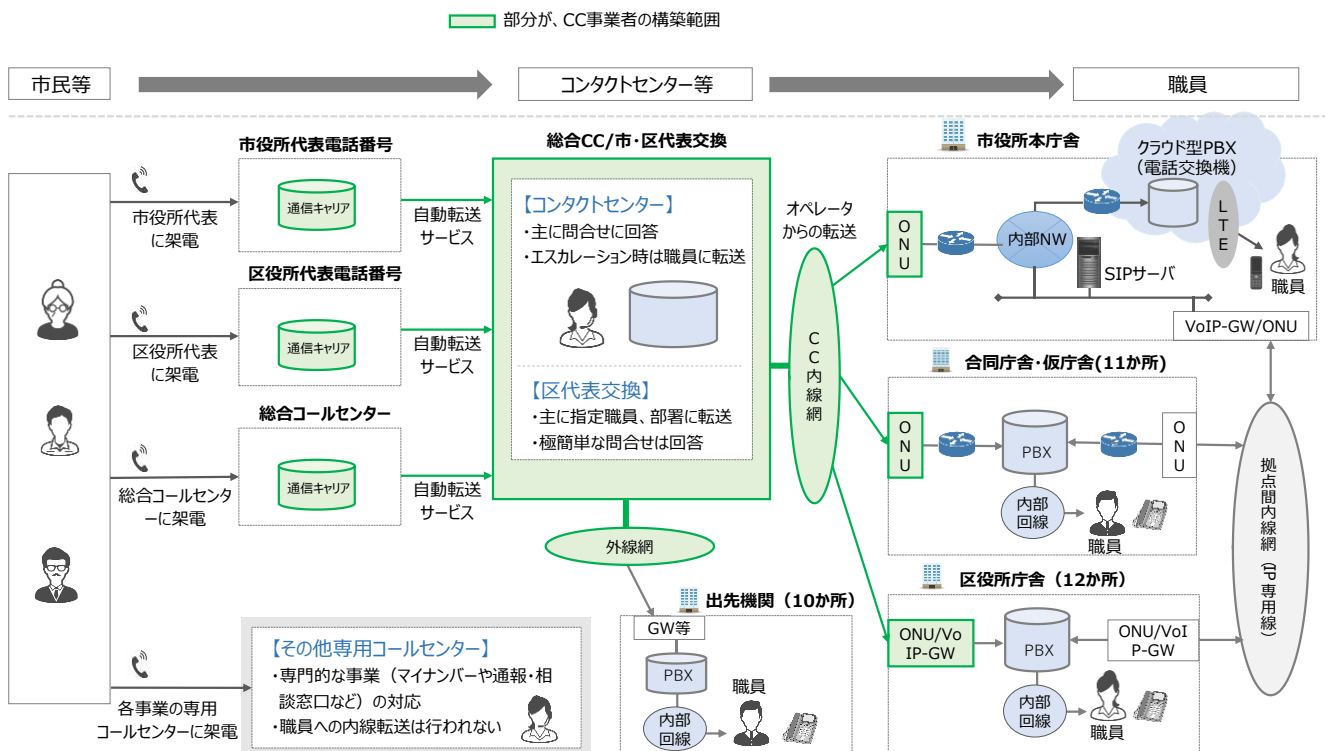 部分が、CC事業者の構築範囲
市民等
コンタクトセンター等
職員
市役所代表電話番号
通信キャリア
市役所代表
に架電
自動転送
サービス
区役所代表電話番号
通信キャリア
区役所代表
に架電
自動転送
サービス
総合コールセンター
通信キャリア
総合コールセンタ
ーに架電
自動転送
サービス
各事業の専用
コールセンターに架電
【その他専用コールセンター】
・専門的な事業（マイナンバーや通報・相
談窓口など）の対応
・職員への内線転送は行われない
総合CC/市・区代表交換
【コンタクトセンター】
・主に問合せに回答
・エスカレーション時は職員に転送
【区代表交換】
・主に指定職員、部署に転送
・極簡単な問合せは回答
外線網
オペレータ
からの転送
CC内線網
出先機関（10か所）
GW等
PBX
内部
回線
職員
市役所本庁舎
ONU
内部NW
SIPサーバ
クラウド型PBX
（電話交換機）
LTE
職員
VoIP-GW/ONU
合同庁舎・仮庁舎(11か所)
ONU
PBX
ONU
内部
回線
職員
区役所庁舎（12か所）
ONU/Vo
IP-GW
PBX
ONU/VoI
P-GW
内部
回線
職員
拠点間内線網（IP専用線）